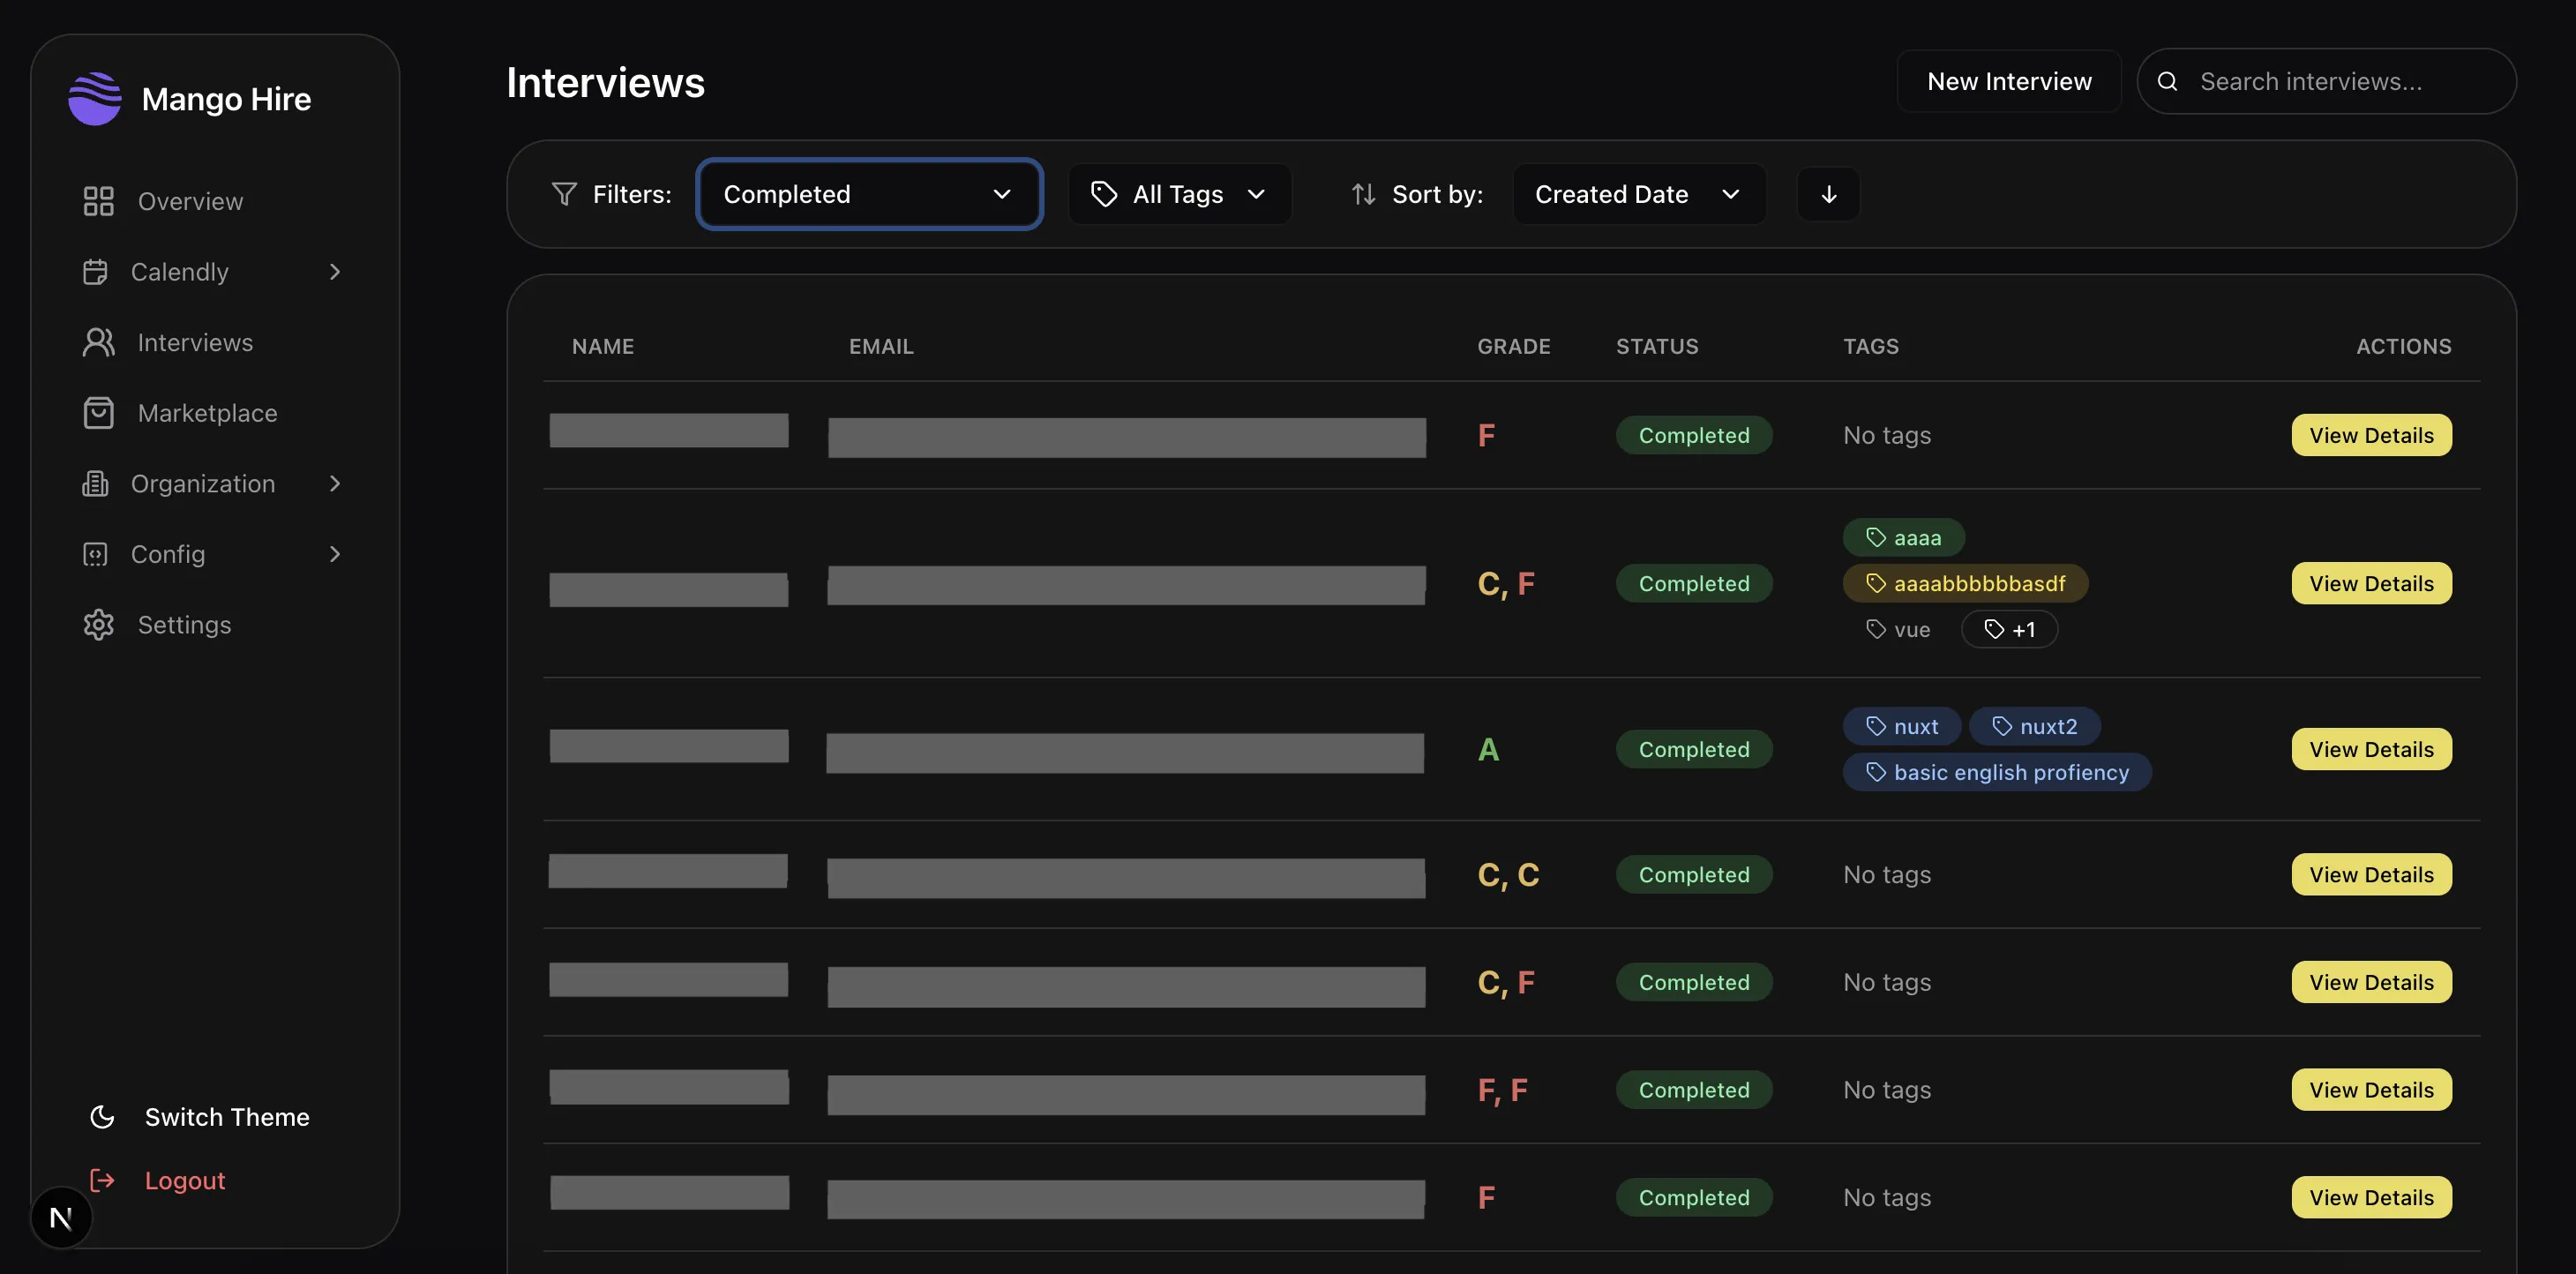 Mango Hire
Overview
Calendly
Interviews
Marketplace
Organization
Config
Settings
Switch Theme
Logout
N
Interviews
New Interview
Search interviews...
Filters: Completed All Tags Sort by: Created Date
NAME EMAIL GRADE STATUS TAGS ACTIONS
F Completed No tags View Details
aaaa
C, F Completed aaaabbbbbbasdf View Details
vue +1
nuxt nuxt2
A Completed View Details
basic english profiency
C, C Completed No tags View Details
C, F Completed No tags View Details
F, F Completed No tags View Details
F Completed No tags View Details